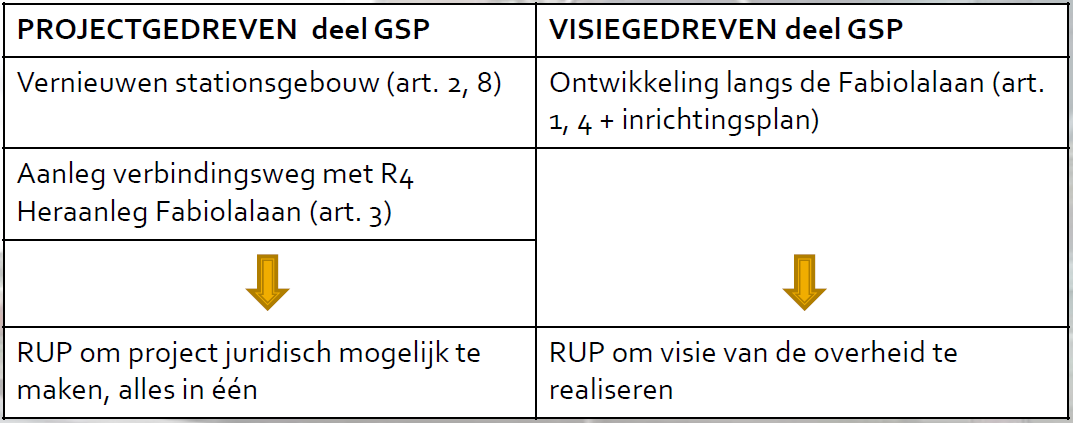 PROJECTGEDREVEN deel GSP
VISIEGEDREVEN deel GSP
Vernieuwen stationsgebouw (art. 2, 8)
Ontwikkeling langs de Fabiolalaan (art.
1, 4 + inrichtingsplan)
Aanleg verbindingsweg met R4
Heraanleg Fabiolalaan (art. 3)
RUP om project juridisch mogelijk te
maken, alles in één
RUP om visie van de overheid te
realiseren